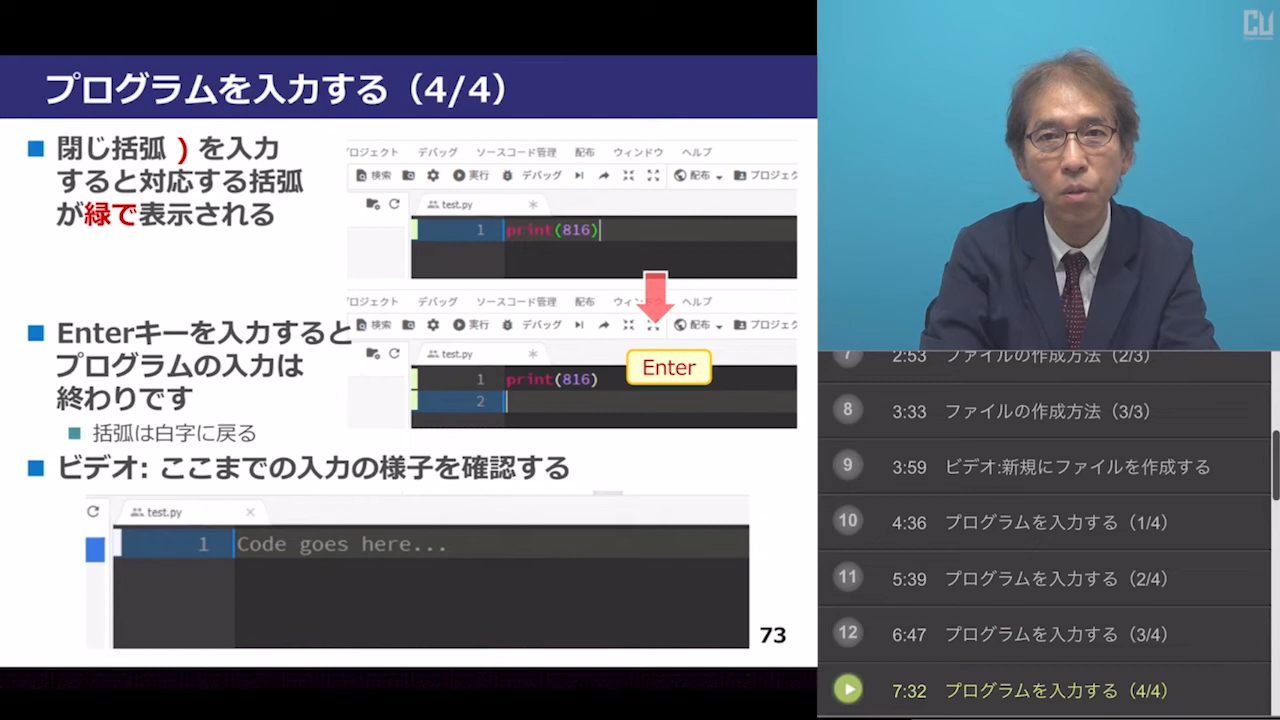 プログラムを入力する（4/4）
閉じ括弧 ) を入力
すると対応する括弧
が緑で表示される
プロジェクト デバッグ ソースコード管理 配布 ウィンドウ ヘルプ
検索 実行 デバッグ 配布 プロジェク
test.py
1 print(816)
Enterキーを入力すると
プログラムの入力は
終わりです
括弧は白字に戻る
プロジェクト デバッグ ソースコード管理 配布 ウィンド ヘルプ
検索 実行 デバッグ 配布 プロジェク
test.py
Enter
1 print(816)
2
ビデオ: ここまでの入力の様子を確認する
test.py
1 Code goes here...
73
CU
7 2:53 ファイルの作成方法（2/3）
8 3:33 ファイルの作成方法（3/3）
9 3:59 ビデオ:新規にファイルを作成する
10 4:36 プログラムを入力する（1/4）
11 5:39 プログラムを入力する（2/4）
12 6:47 プログラムを入力する（3/4）
7:32 プログラムを入力する（4/4）